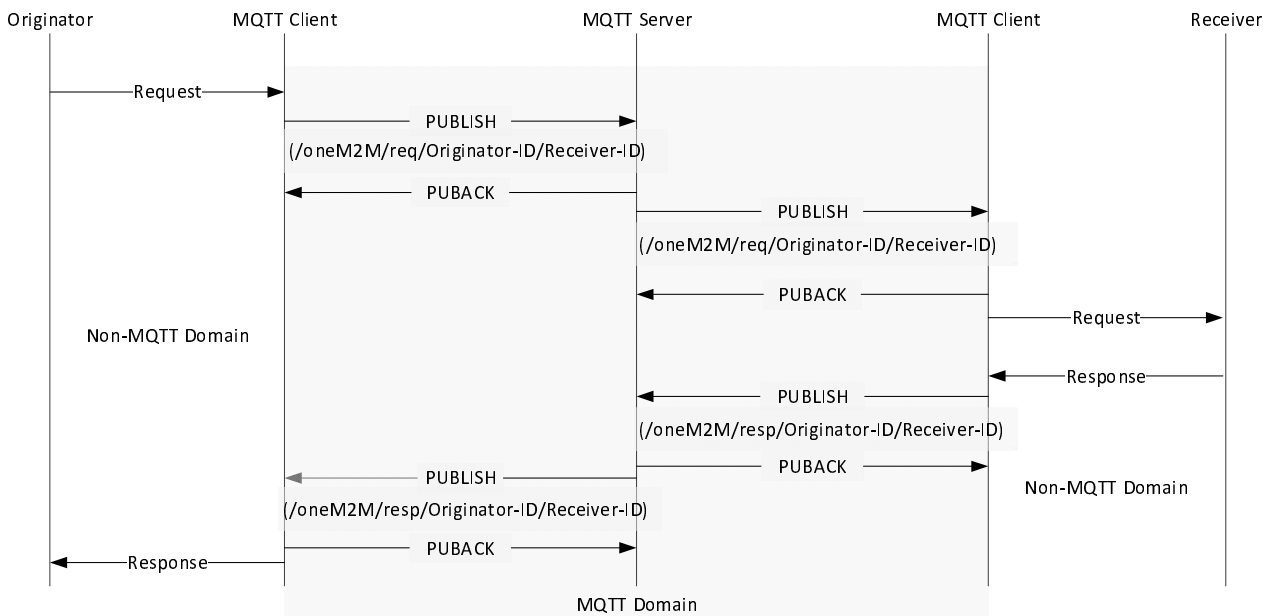 Originator MQTT Client MQTT Server MQTT Client Receiver
Request
PUBLISH
(/oneM2M/req/Originator-ID/Receiver-ID)
PUBACK
PUBLISH
(/oneM2M/req/Originator-ID/Receiver-ID)
PUBACK
Request
Non-MQTT Domain
Response
PUBLISH
(/oneM2M/resp/Originator-ID/Receiver-ID)
PUBACK
PUBLISH
Non-MQTT Domain
(/oneM2M/resp/Originator-ID/Receiver-ID)
PUBACK
Response
MQTT Domain